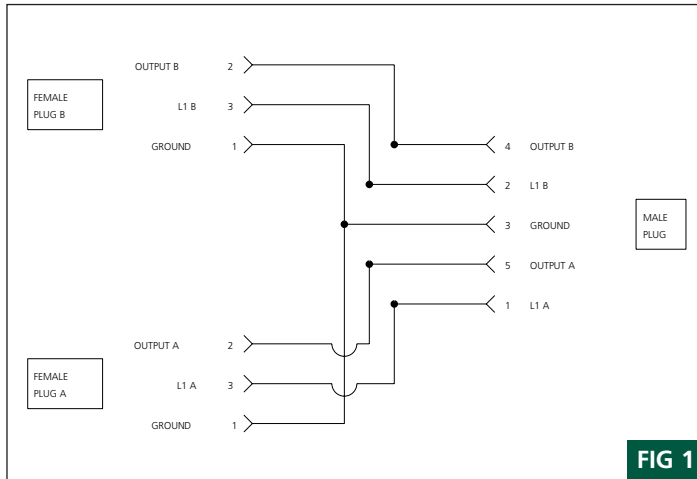 FEMALE
PLUG B
OUTPUT B 2
L1 B 3
GROUND 1
4 OUTPUT B
2 L1 B
3 GROUND
5 OUTPUT A
1 L1 A
MALE
PLUG
FEMALE
PLUG A
OUTPUT A 2
L1 A 3
GROUND 1
FIG 1